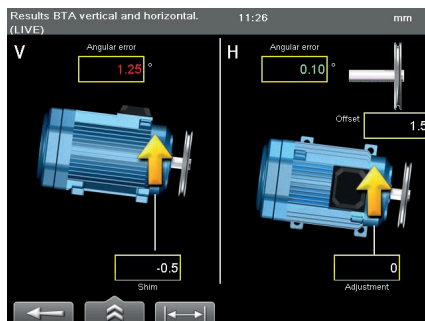 Results BTA vertical and horizontal. 11:26 mm
(LIVE)
V Angular error H Angular error
1.25 ° 0.10 °
Offset
1.5
-0.5 0
Shim Adjustment